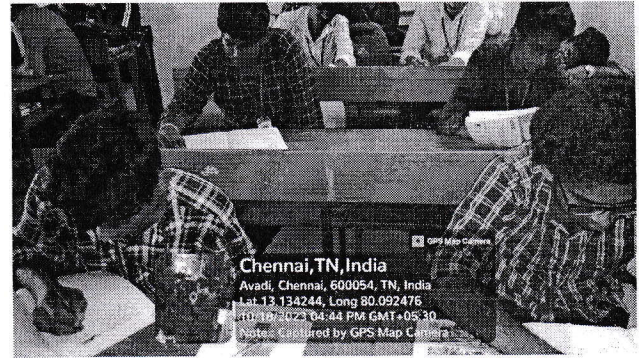 GPS Map Camera
Chennai,TN,India
Avadi, Chennai, 600054, TN, India
Lat 13.134244, Long 80.092476
10/18/2023 04:44 PM GMT+05:30
Note : Captured by GPS Map Camera